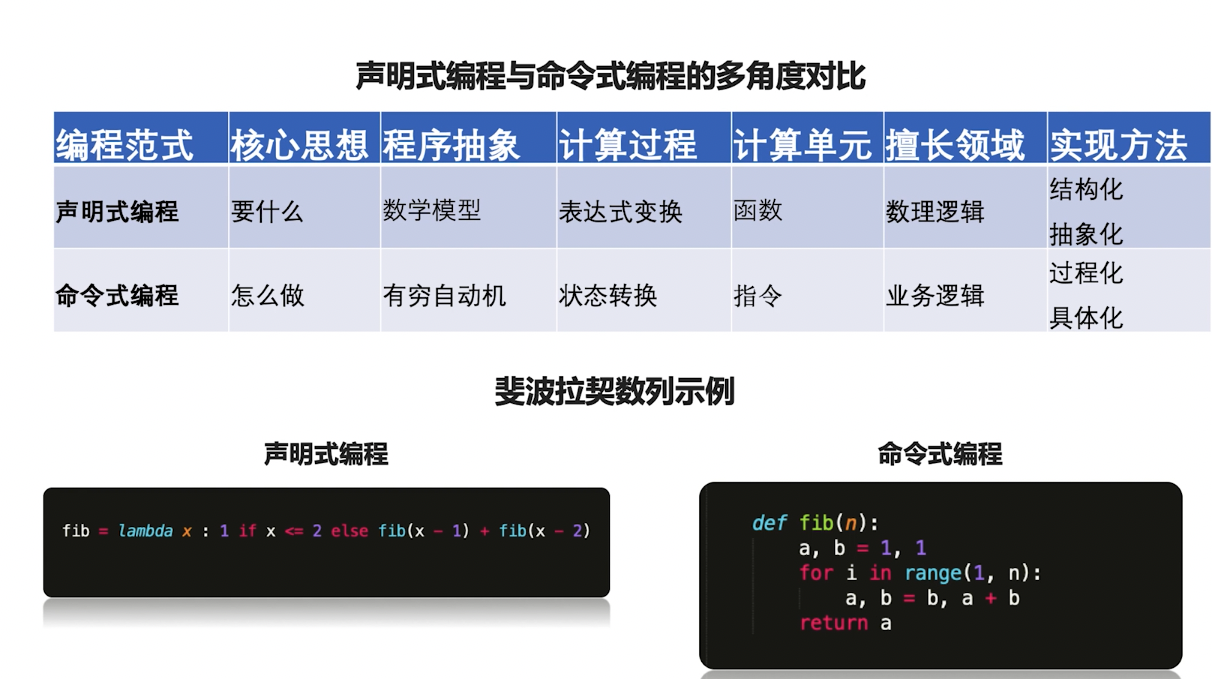 声明式编程与命令式编程的多角度对比
编程范式 核心思想 程序抽象 计算过程 计算单元 擅长领域 实现方法
声明式编程 要什么 数学模型 表达式变换 函数 数理逻辑 结构化
抽象化
命令式编程 怎么做 有穷自动机 状态转换 指令 业务逻辑 过程化
具体化
斐波拉契数列示例
声明式编程
命令式编程
fib = lambda x : 1 if x <= 2 else fib(x - 1) + fib(x - 2)
def fib(n):
    a, b = 1, 1
    for i in range(1, n):
        a, b = b, a + b
    return a